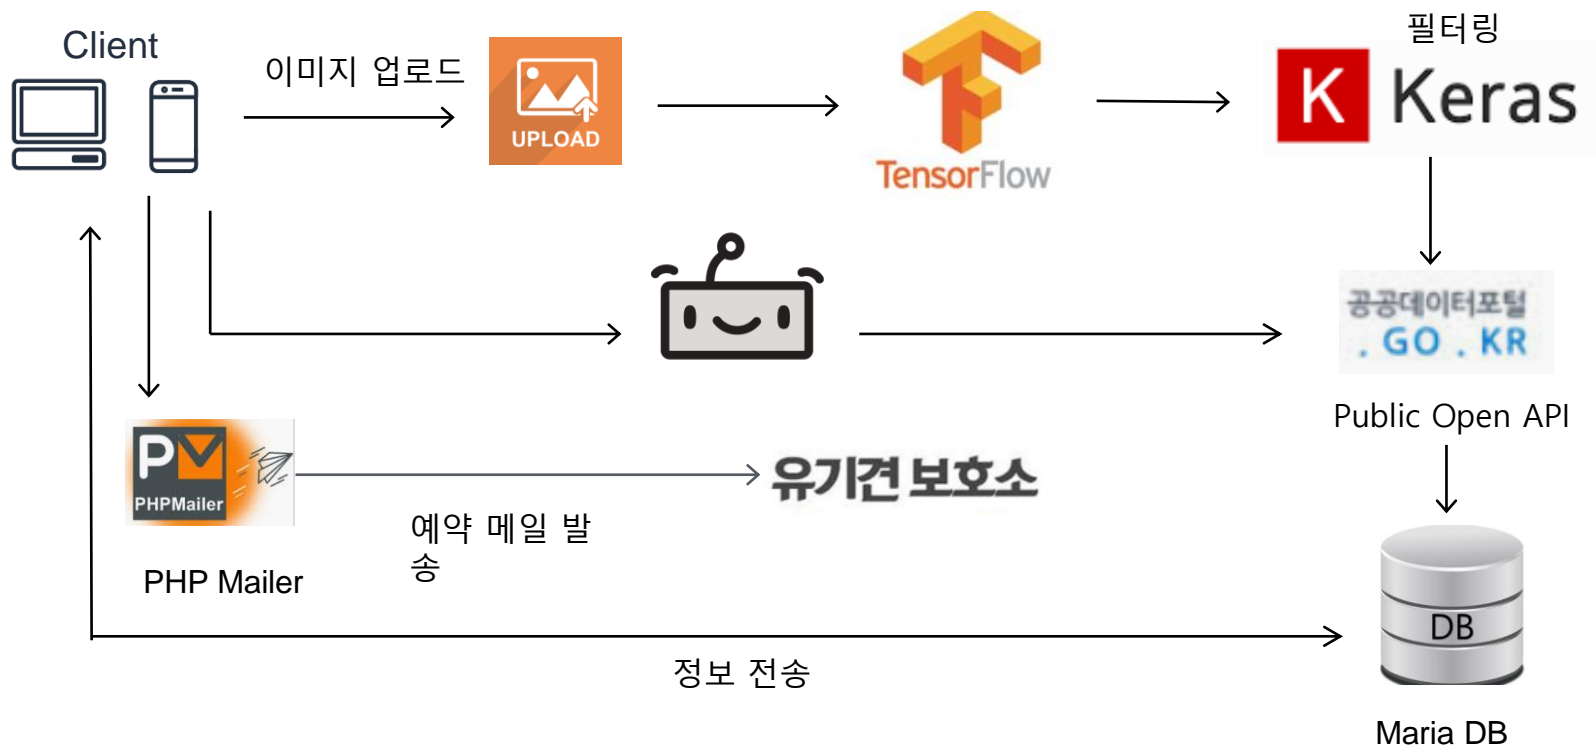 Client
이미지 업로드
UPLOAD
TensorFlow
필터링
K Keras
공공데이터포털
. GO . KR
Public Open API
PM
PHPMailer
PHP Mailer
예약 메일 발
송
유기견 보호소
정보 전송
DB
Maria DB